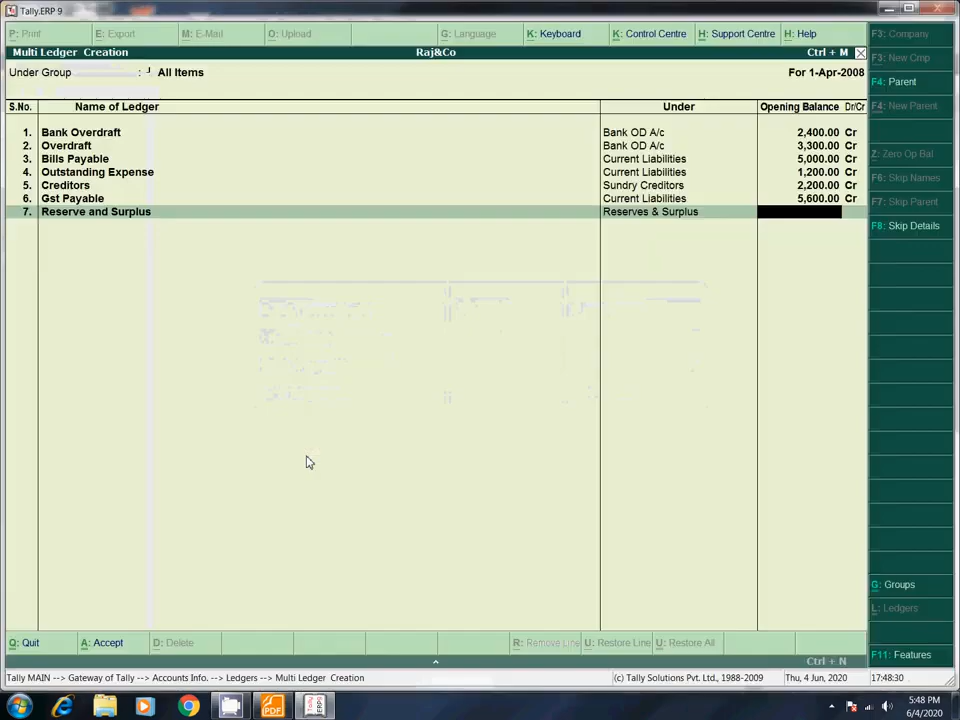 Tally.ERP 9
P: Print E: Export M: E-Mail O: Upload G: Language K: Keyboard K: Control Centre H: Support Centre H: Help
Multi Ledger Creation Raj&Co Ctrl + M
Under Group : ┘ All Items For 1-Apr-2008
S.No. Name of Ledger Under Opening Balance Dr/Cr
1. Bank Overdraft Bank OD A/c 2,400.00 Cr
2. Overdraft Bank OD A/c 3,300.00 Cr
3. Bills Payable Current Liabilities 5,000.00 Cr
4. Outstanding Expense Current Liabilities 1,200.00 Cr
5. Creditors Sundry Creditors 2,200.00 Cr
6. Gst Payable Current Liabilities 5,600.00 Cr
7. Reserve and Surplus Reserves & Surplus
F3: Company
F3: New Cmp
F4: Parent
F4: New Parent
Z: Zero Op Bal
F6: Skip Names
F7: Skip Parent
F8: Skip Details
G: Groups
L: Ledgers
F11: Features
Q: Quit A: Accept D: Delete R: Remove Line U: Restore Line U: Restore All
Ctrl + N
Tally MAIN --> Gateway of Tally --> Accounts Info. --> Ledgers --> Multi Ledger Creation (c) Tally Solutions Pvt. Ltd., 1988-2009 Thu, 4 Jun, 2020 17:48:30
PDF
5:48 PM
6/4/2020